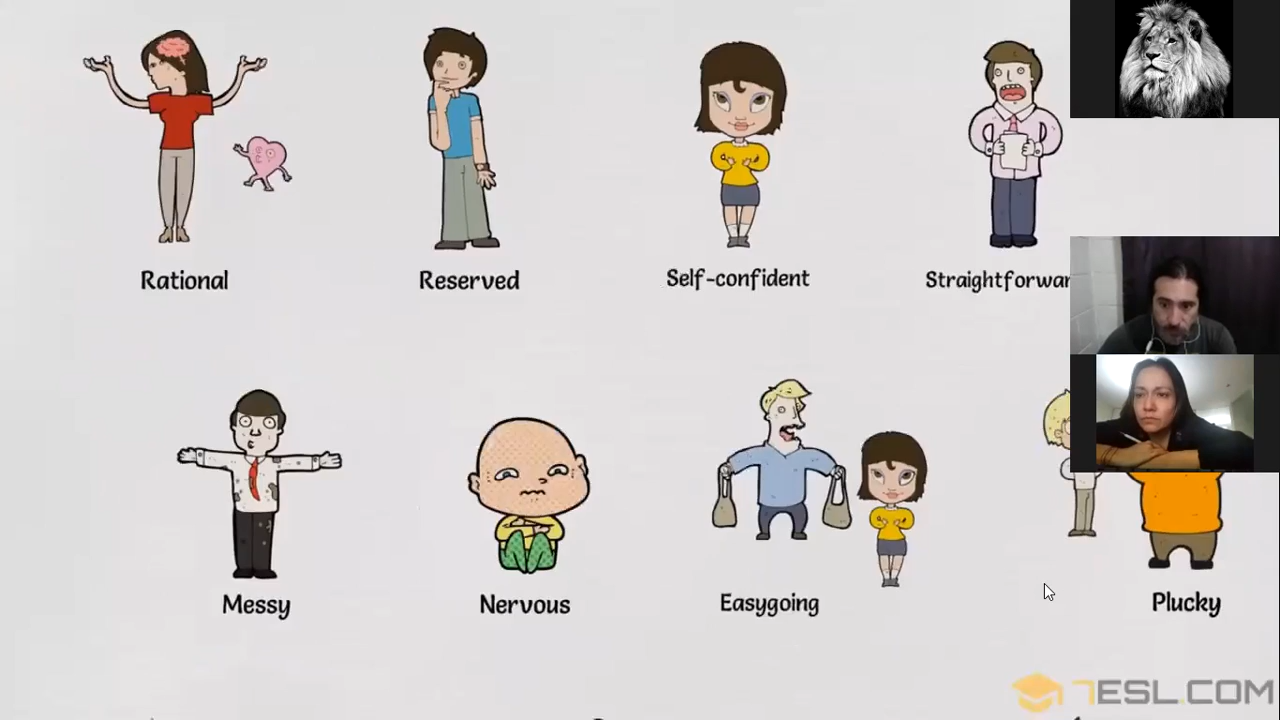 Rational
Reserved
Self-confident
Straightforwar
Messy
Nervous
Easygoing
Plucky
7ESL.COM